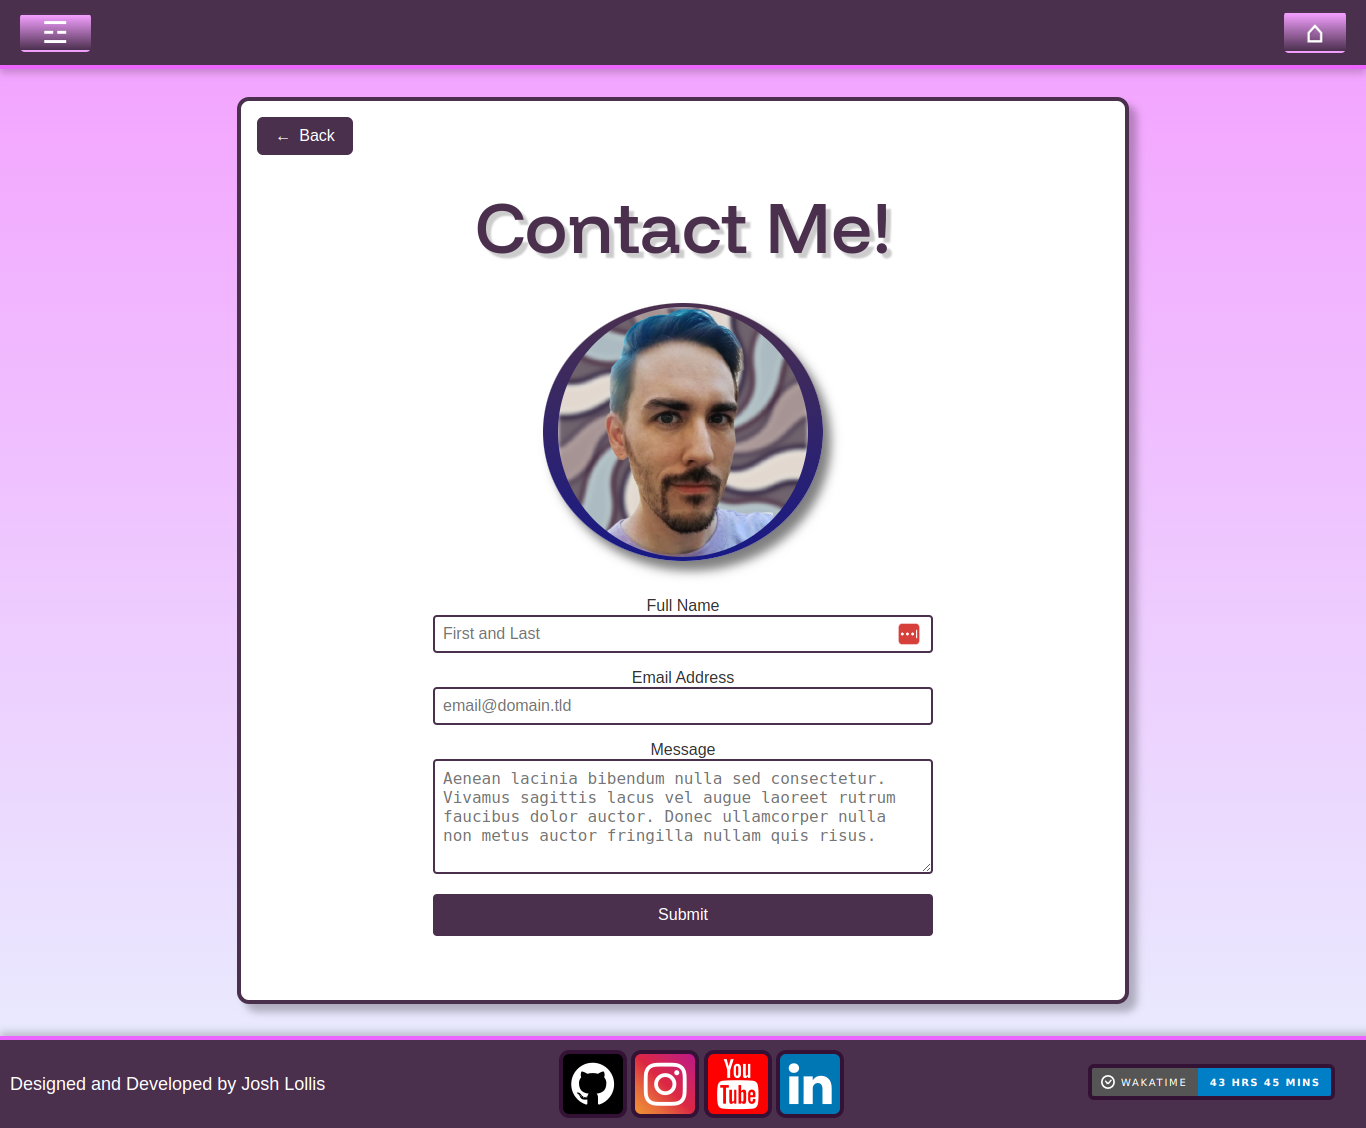 ← Back
Contact Me!
Full Name
First and Last
Email Address
email@domain.tld
Message
Aenean lacinia bibendum nulla sed consectetur.
Vivamus sagittis lacus vel augue laoreet rutrum
faucibus dolor auctor. Donec ullamcorper nulla
non metus auctor fringilla nullam quis risus.
Submit
Designed and Developed by Josh Lollis
You
Tube
in
WAKATIME 43 HRS 45 MINS